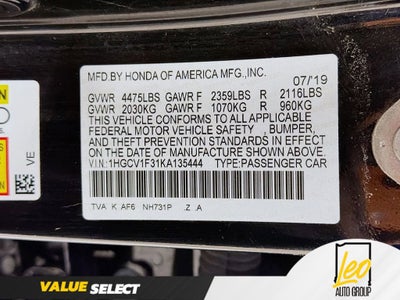 MFD.BY HONDA OF AMERICA MFG.,INC. 07/'19
GVWR 4475LBS GAWR F 2359LBS R 2116LBS
GVWR 2030KG GAWR F 1070KG R 960KG
THIS VEHICLE CONFORMS TO ALL APPLICABLE
FEDERAL MOTOR VEHICLE SAFETY , BUMPER,
AND THEFT PREVENTION STANDARDS IN
EFFECT ON THE DATE OF MANUFACTURE SHOWN ABOVE.
V.I.N:1HGCV1F31KA135444 TYPE:PASSENGER CAR
TVA K AF6 NH731P .Z A
VE
VALUE SELECT
Leo
AUTO GROUP